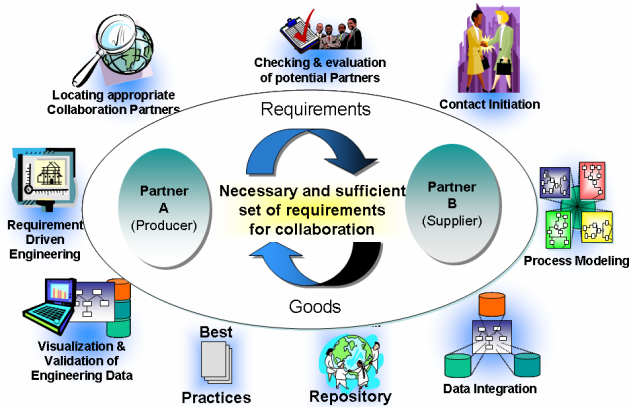 Checking & evaluation
of potential Partners
Locating appropriate
Collaboration Partners
Contact Initiation
Requirements
Partner
A
(Producer)
Necessary and sufficient
set of requirements
for collaboration
Partner
B
(Supplier)
Requirement
Driven
Engineering
Process Modeling
Goods
Visualization &
Validation of
Engineering Data
Best
Practices
Repository
Data Integration